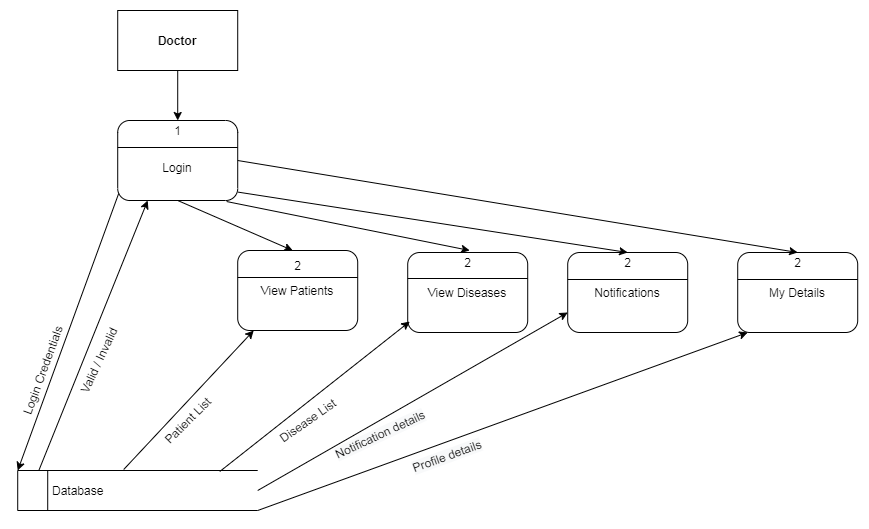 Doctor
1
Login
2
View Patients
2
View Diseases
2
Notifications
2
My Details
Login Credentials
Valid / Invalid
Patient List
Disease List
Notification details
Profile details
Database